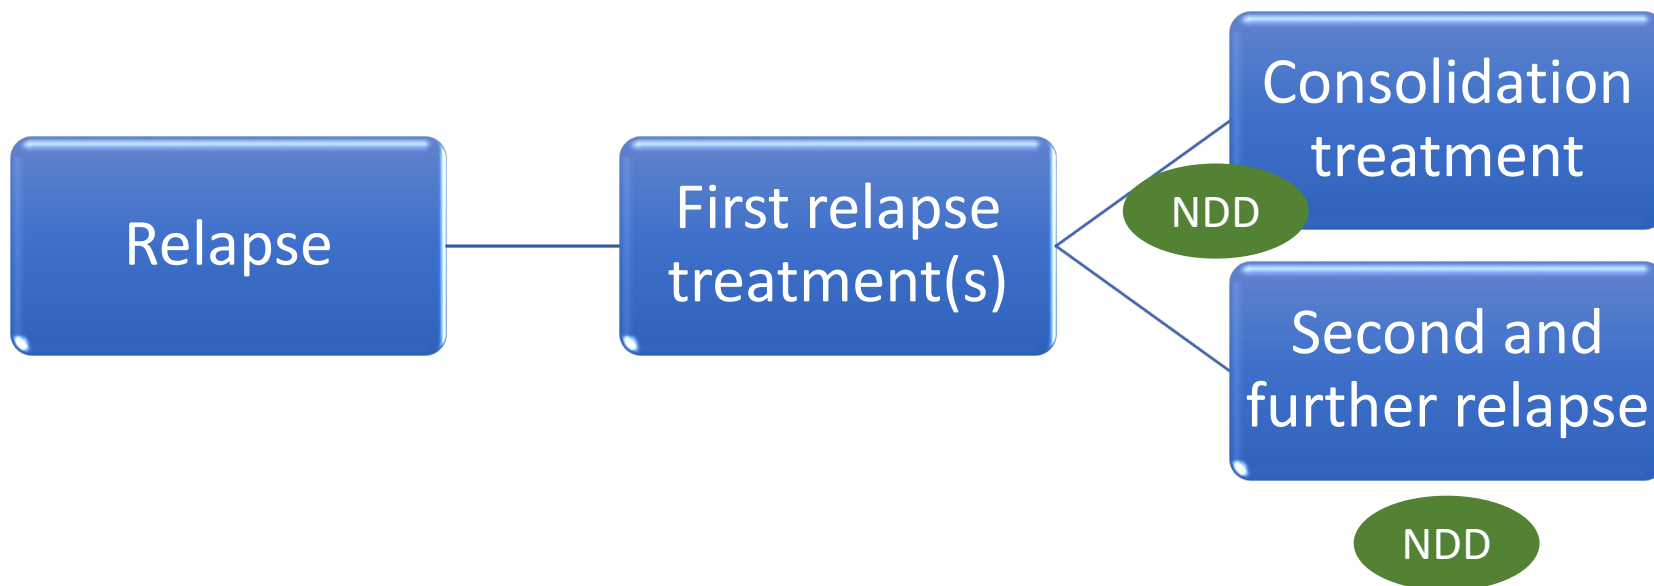 Relapse
First relapse
treatment(s)
Consolidation
treatment
NDD
Second and
further relapse
NDD